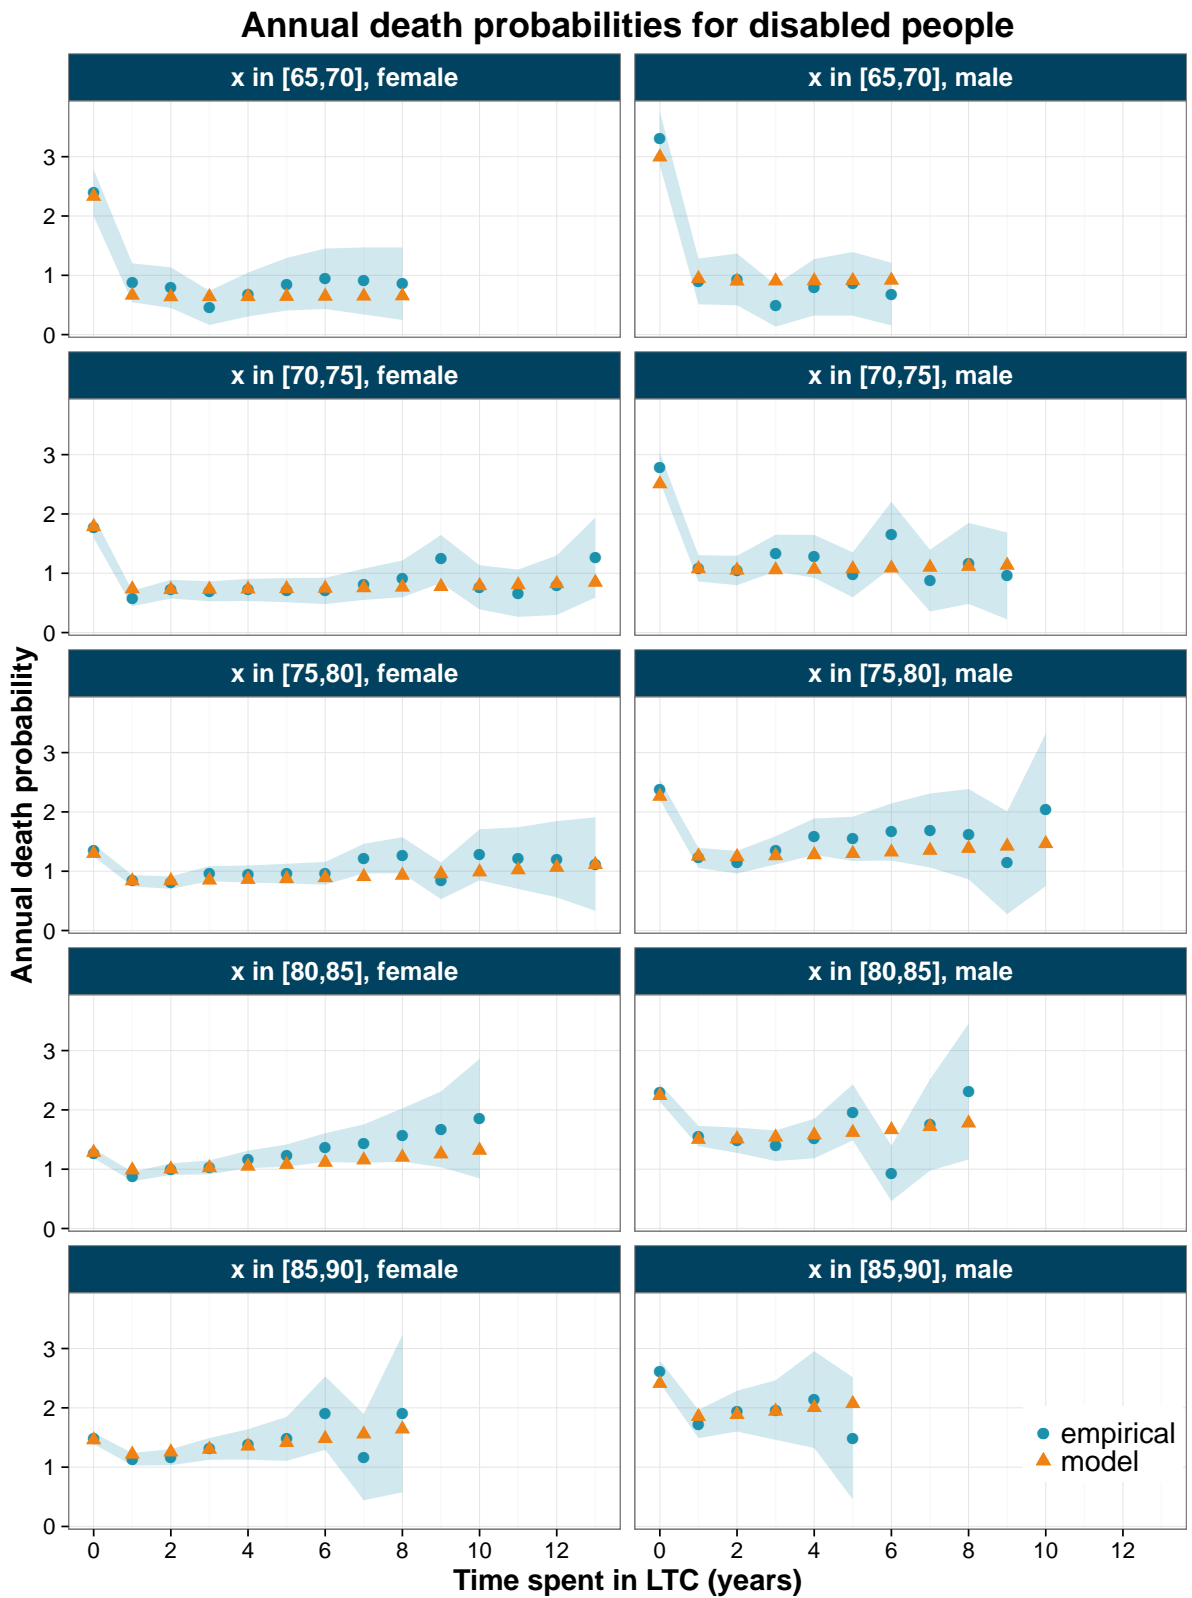 Annual death probabilities for disabled people
x in [65,70], female
x in [65,70], male
3
2
1
0
x in [70,75], female
x in [70,75], male
3
2
1
0
x in [75,80], female
x in [75,80], male
3
2
1
0
Annual death probability
x in [80,85], female
x in [80,85], male
3
2
1
0
x in [85,90], female
x in [85,90], male
3
2
1
0
empirical
model
0 2 4 6 8 10 12 0 2 4 6 8 10 12
Time spent in LTC (years)